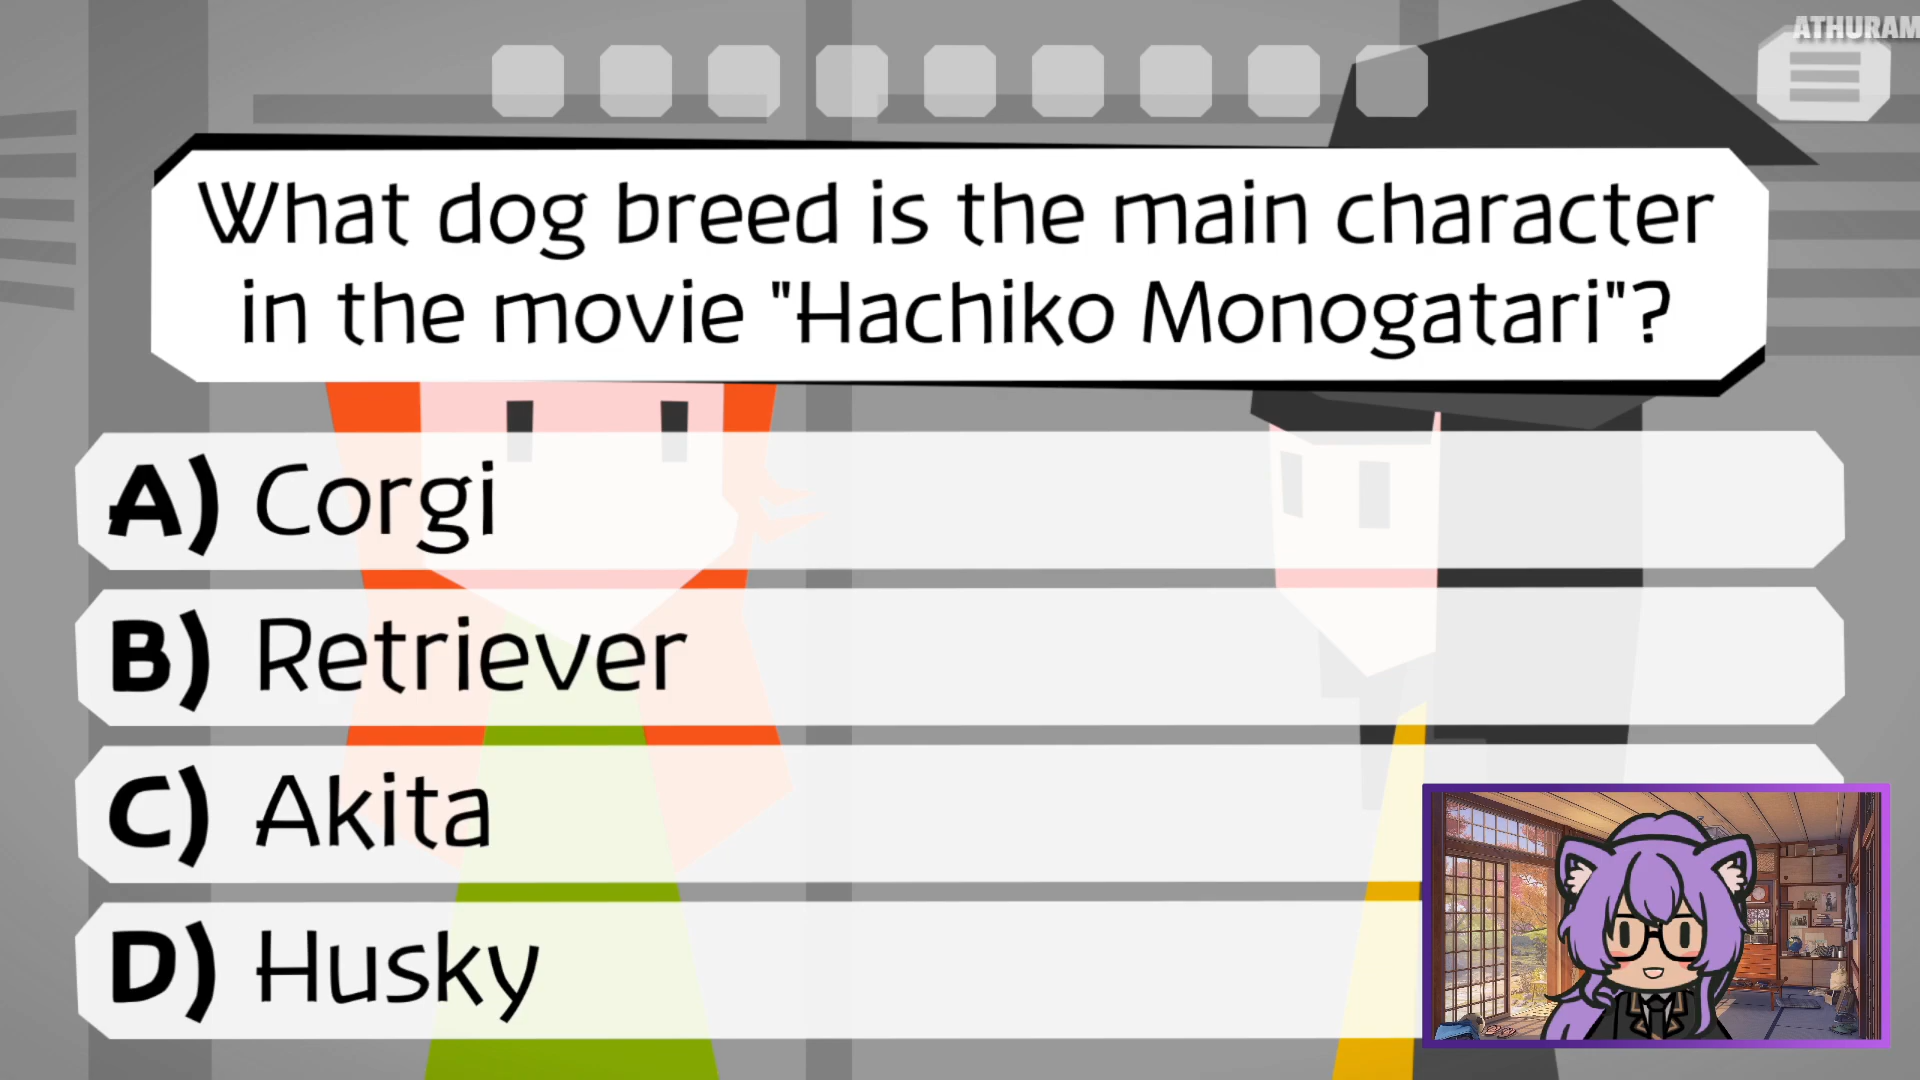 ATHURAM
What dog breed is the main character
in the movie "Hachiko Monogatari"?
A) Corgi
B) Retriever
C) Akita
D) Husky